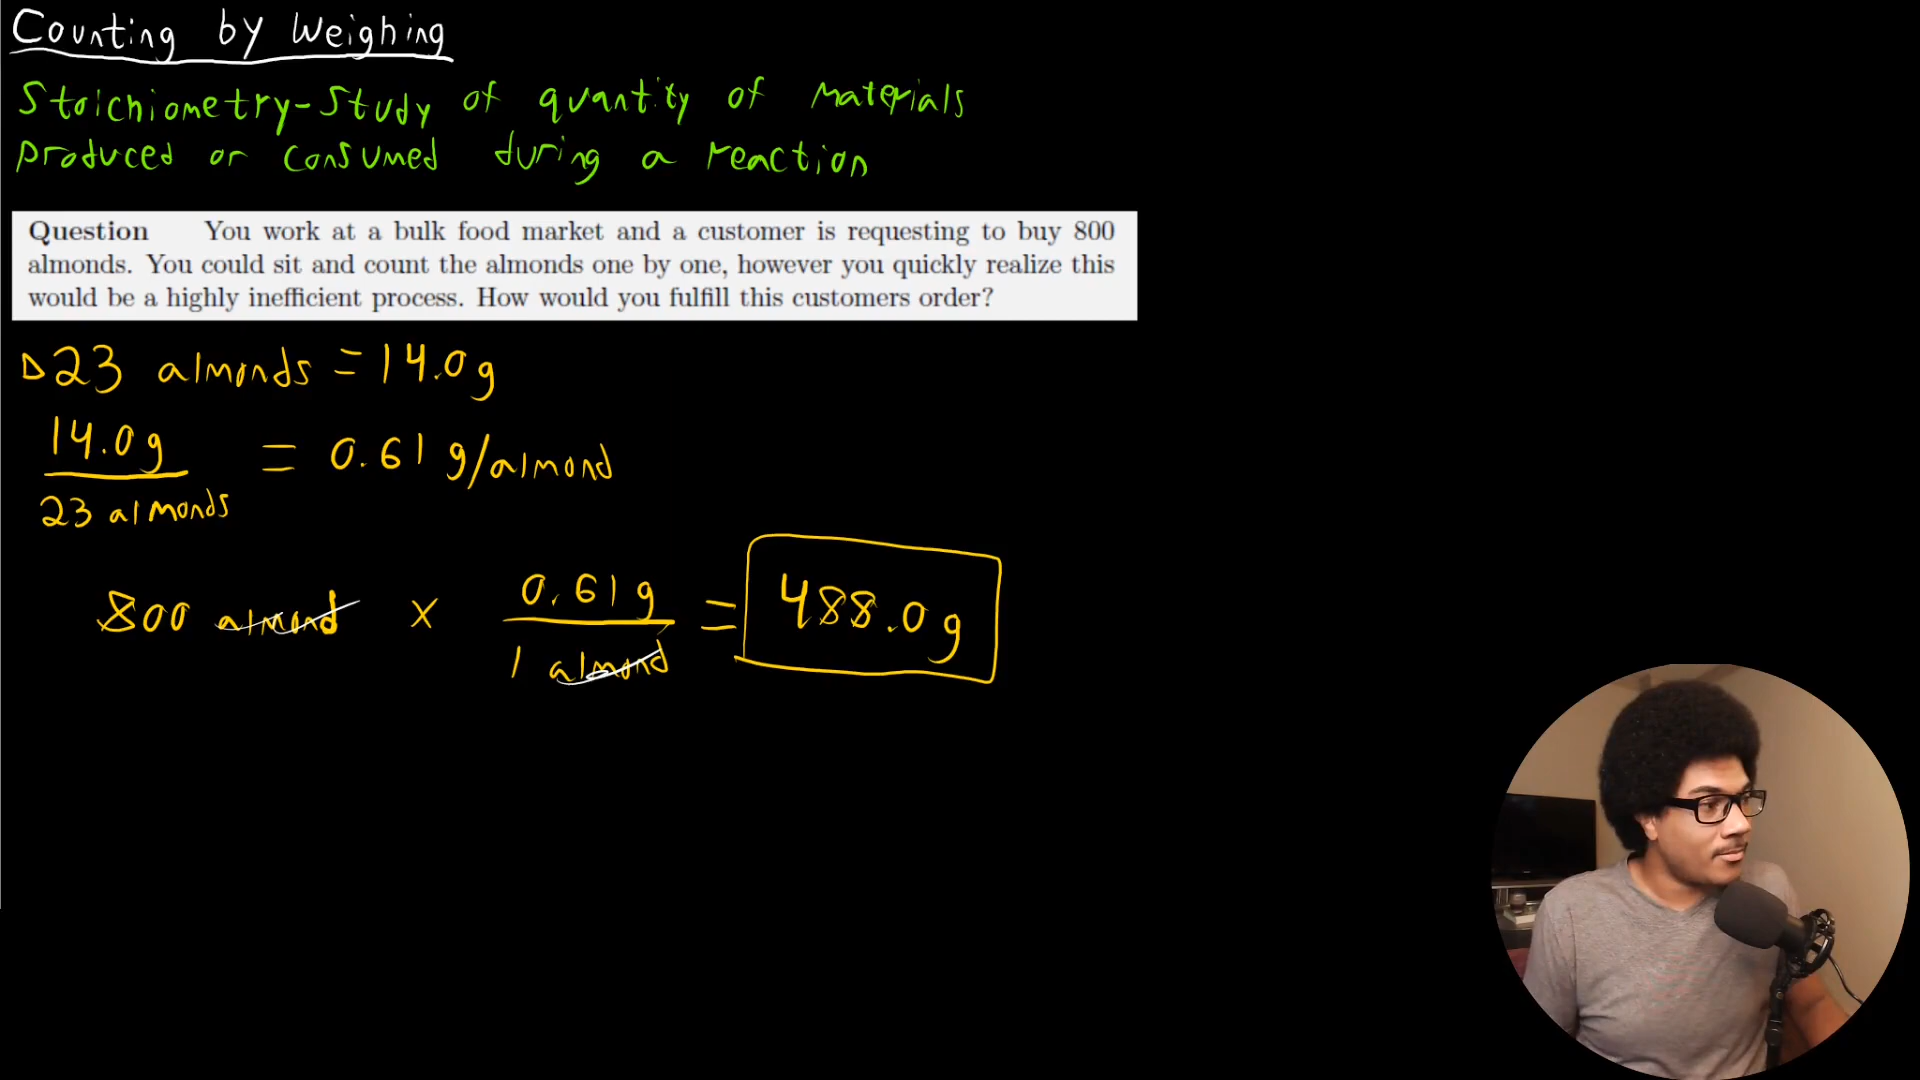 Counting by Weighing
Stoichiometry-Study of quantity of materials
produced or consumed during a reaction
Question You work at a bulk food market and a customer is requesting to buy 800
almonds. You could sit and count the almonds one by one, however you quickly realize this
would be a highly inefficient process. How would you fulfill this customers order?
▷23 almonds = 14.0g
14.0g
= 0.61 g/almond
23 almonds
0.61g
800 almond x = 488.0g
1 almond